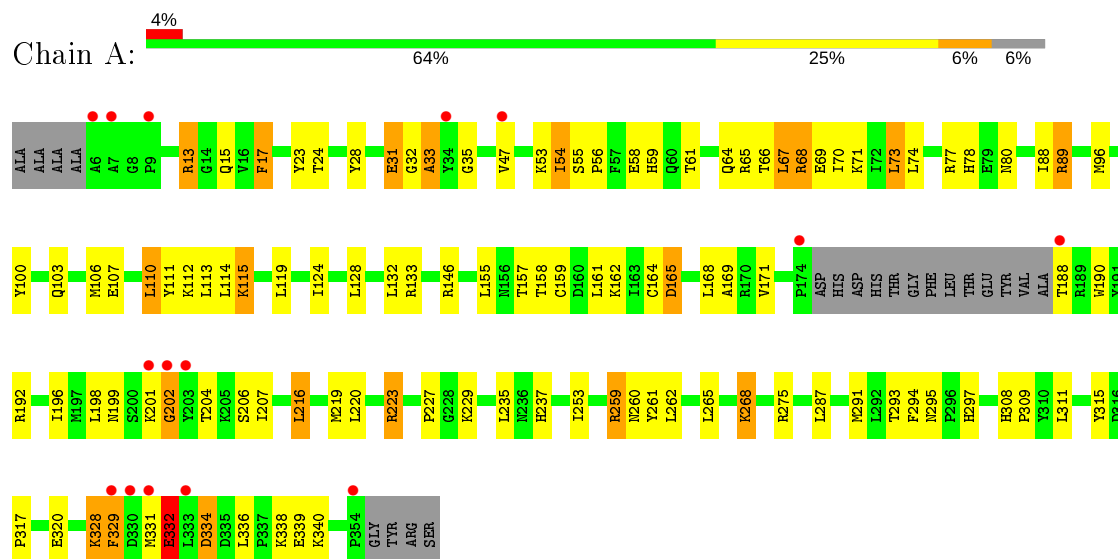 4%
Chain A:
64% 25% 6% 6%
ALA ALA ALA ALA A6 A7 G8 P9 R13 G14 Q15 V16 F17 Y23 T24 Y28 E31 G32 A33 Y34 G35 V47 K53 I54 S55 P56 F57 E58 H59 Q60 T61 Q64 R65 T66 L67 R68 E69 I70 K71 I72 L73 L74 R77 H78 E79 N80 I88 R89 M96
Y100 Q103 M106 E107 L110 Y111 K112 L113 L114 K115 L119 I124 L128 L132 R133 R146 L155 N156 T157 T158 C159 D160 L161 K162 I163 C164 D165 L168 A169 R170 V171 P174 ASP HIS ASP HIS THR GLY PHE LEU THR GLU TYR VAL ALA T188 R189 W190 Y191
R192 I196 M197 L198 N199 S200 K201 G202 Y203 T204 K205 S206 I207 L216 M219 L220 R223 P227 G228 K229 L235 N236 H237 I253 R259 N260 Y261 L262 L265 K268 R275 L287 M291 L292 T293 F294 N295 P296 H297 H308 P309 Y310 L311 Y315
P317 E320 K328 F329 D330 M331 E332 L333 D334 D335 L336 P337 K338 E339 K340 P354 GLY TYR ARG SER